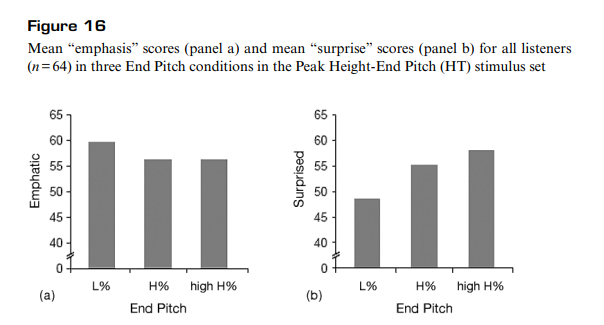 Figure 16
Mean “emphasis” scores (panel a) and mean “surprise” scores (panel b) for all listeners
(n=64) in three End Pitch conditions in the Peak Height-End Pitch (HT) stimulus set
65
60
55
50
45
40
0
Emphatic
L% H% high H%
(a)
End Pitch
65
60
55
50
45
40
0
Surprised
L% H% high H%
(b)
End Pitch